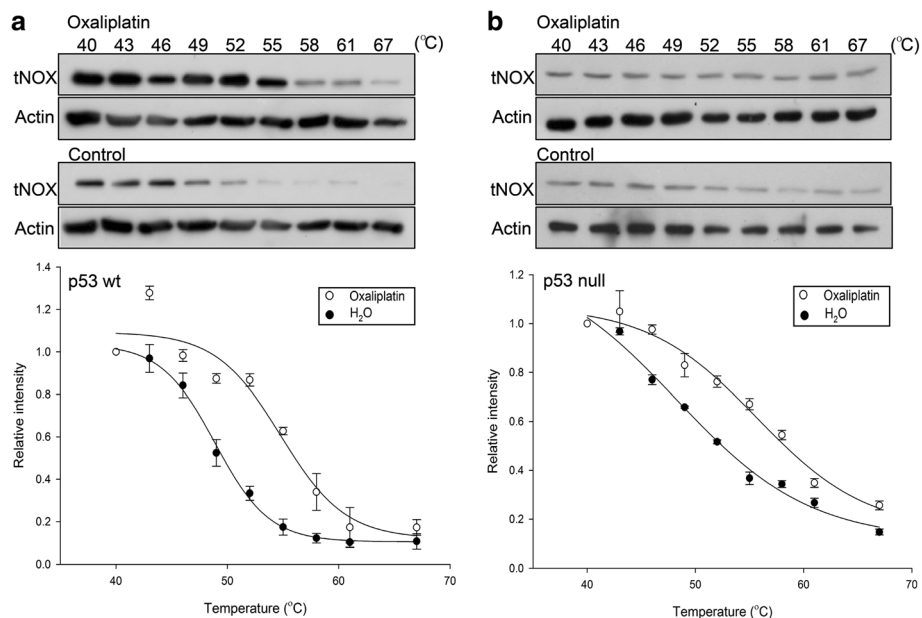 a
Oxaliplatin
40 43 46 49 52 55 58 61 67 (°C)
tNOX
Actin
Control
tNOX
Actin
p53 wt
Oxaliplatin
H₂O
1.4
1.2
1.0
0.8
0.6
0.4
0.2
0.0
Relative intensity
40 50 60 70
Temperature (°C)
b
Oxaliplatin
40 43 46 49 52 55 58 61 67 (°C)
tNOX
Actin
Control
tNOX
Actin
p53 null
Oxaliplatin
H₂O
1.2
1.0
0.8
0.6
0.4
0.2
0.0
Relative intensity
40 50 60 70
Temperature (°C)